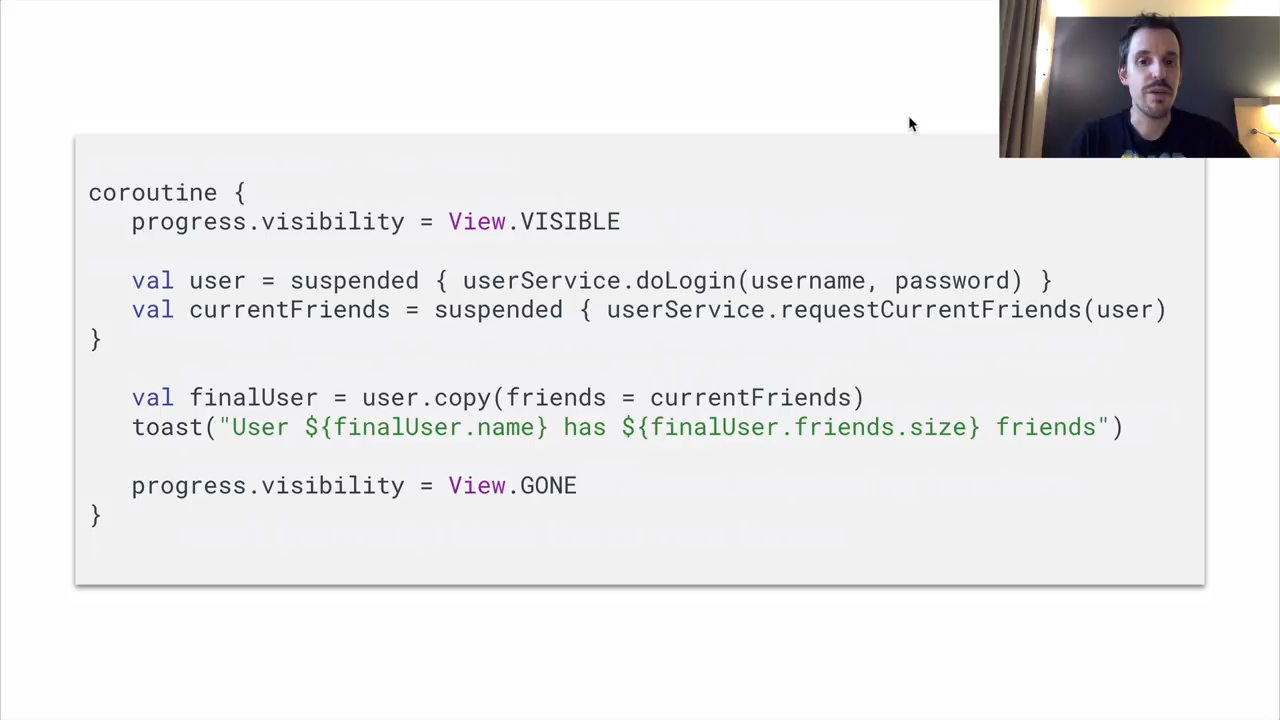 coroutine {
progress.visibility = View.VISIBLE
val user = suspended { userService.doLogin(username, password) }
val currentFriends = suspended { userService.requestCurrentFriends(user)
}
val finalUser = user.copy(friends = currentFriends)
toast("User ${finalUser.name} has ${finalUser.friends.size} friends")
progress.visibility = View.GONE
}